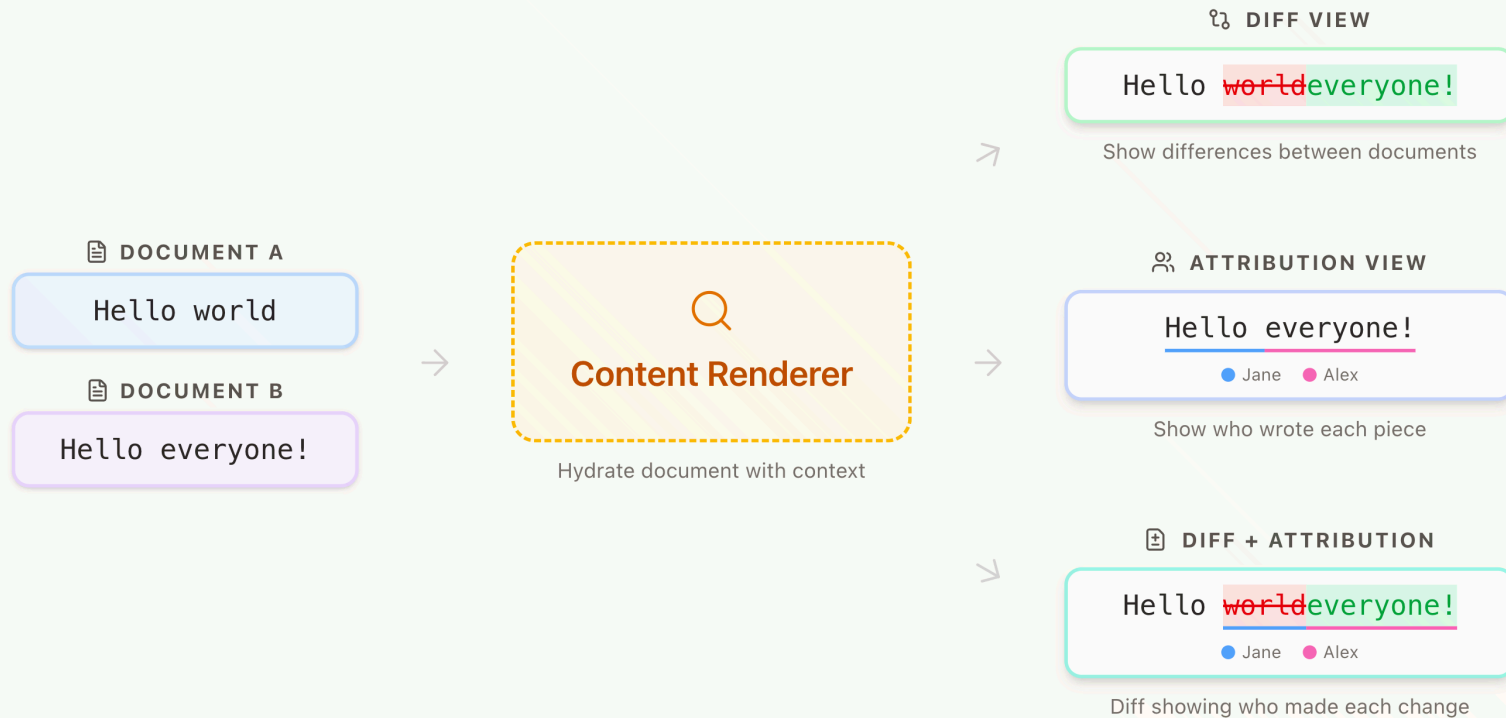 DOCUMENT A
Hello world
DOCUMENT B
Hello everyone!
Content Renderer
Hydrate document with context
DIFF VIEW
Hello worldeveryone!
Show differences between documents
ATTRIBUTION VIEW
Hello everyone!
Jane Alex
Show who wrote each piece
DIFF + ATTRIBUTION
Hello worldeveryone!
Jane Alex
Diff showing who made each change